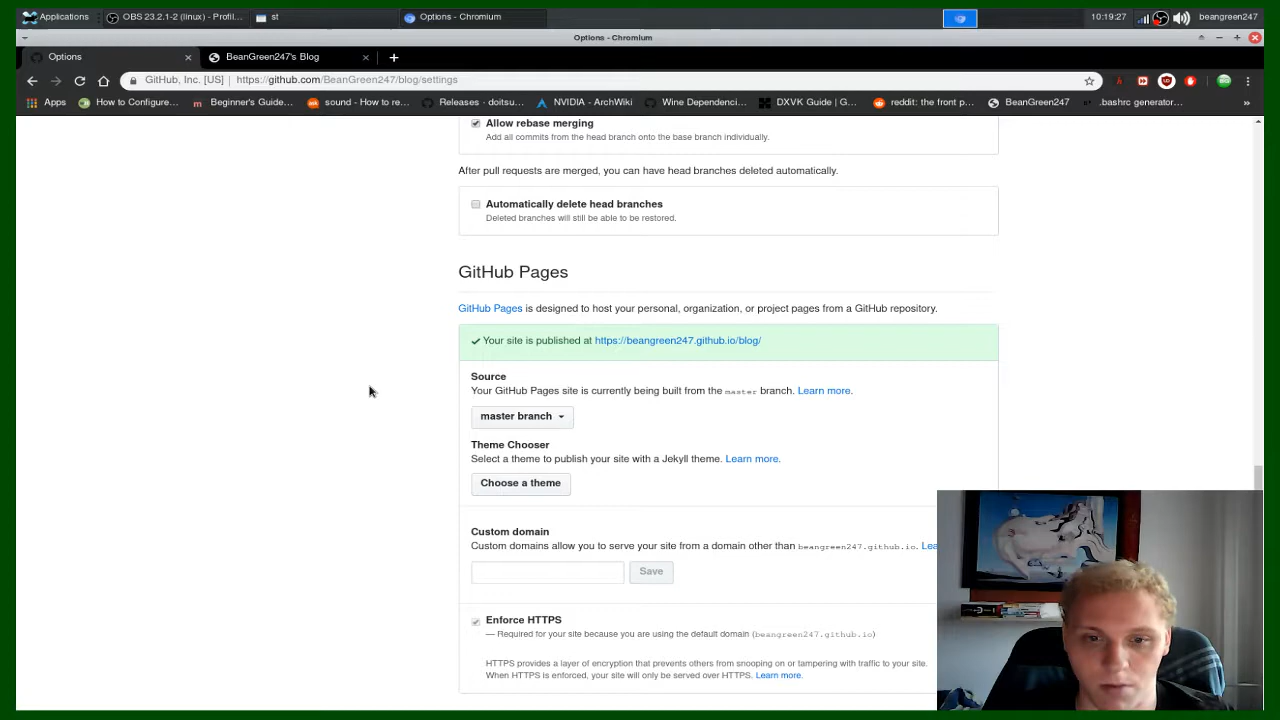 Applications
OBS 23.2.1-2 (linux) - Profil...
st
Options - Chromium
10:19:27
beangreen247
Options - Chromium
Options
BeanGreen247's Blog
GitHub, Inc. [US]
https://github.com/BeanGreen247/blog/settings
Apps
How to Configure...
Beginner's Guide...
sound - How to re...
Releases · doitsu...
NVIDIA - ArchWiki
Wine Dependenci...
DXVK Guide | G...
reddit: the front p...
BeanGreen247
.bashrc generator...
»
Allow rebase merging
Add all commits from the head branch onto the base branch individually.
After pull requests are merged, you can have head branches deleted automatically.
Automatically delete head branches
Deleted branches will still be able to be restored.
GitHub Pages
GitHub Pages is designed to host your personal, organization, or project pages from a GitHub repository.
Your site is published at https://beangreen247.github.io/blog/
Source
Your GitHub Pages site is currently being built from the master branch. Learn more.
master branch
Theme Chooser
Select a theme to publish your site with a Jekyll theme. Learn more.
Choose a theme
Custom domain
Custom domains allow you to serve your site from a domain other than beangreen247.github.io. Lea
Save
Enforce HTTPS
— Required for your site because you are using the default domain (beangreen247.github.io)
HTTPS provides a layer of encryption that prevents others from snooping on or tampering with traffic to your site.
When HTTPS is enforced, your site will only be served over HTTPS. Learn more.